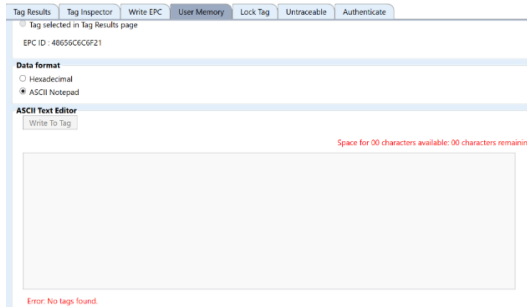 Tag Results Tag Inspector Write EPC User Memory Lock Tag Untraceable Authenticate
Tag selected in Tag Results page
EPC ID : 48656C6C6F21
Data format
Hexadecimal
ASCII Notepad
ASCII Text Editor
Write To Tag
Space for 00 characters available: 00 characters remainin
Error: No tags found.